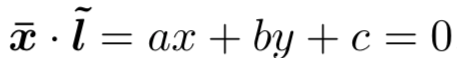 x̄ · l̃ = ax + by + c = 0